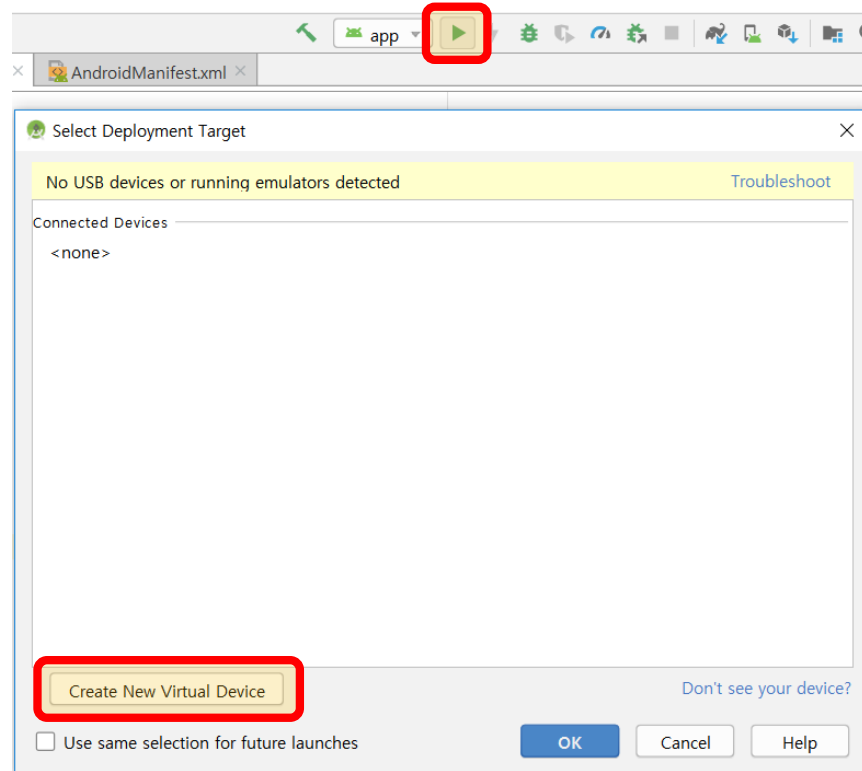 app
AndroidManifest.xml
Select Deployment Target
No USB devices or running emulators detected
Troubleshoot
Connected Devices
<none>
Create New Virtual Device
Don't see your device?
Use same selection for future launches
OK
Cancel
Help